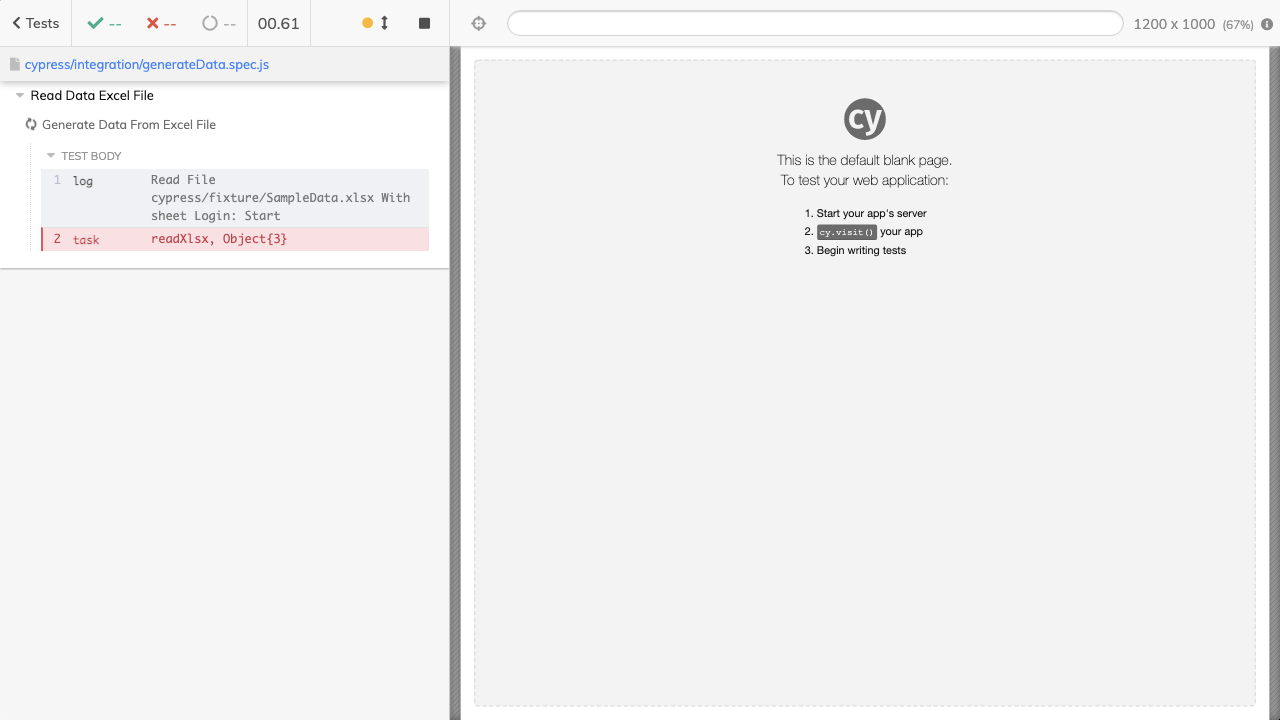 Tests -- -- -- 00.61 1200 x 1000 (67%)
cypress/integration/generateData.spec.js
Read Data Excel File
Generate Data From Excel File
TEST BODY
1 log Read File
cypress/fixture/SampleData.xlsx With
sheet Login: Start
2 task readXlsx, Object{3}
cy
This is the default blank page.
To test your web application:
1. Start your app's server
2. cy.visit() your app
3. Begin writing tests